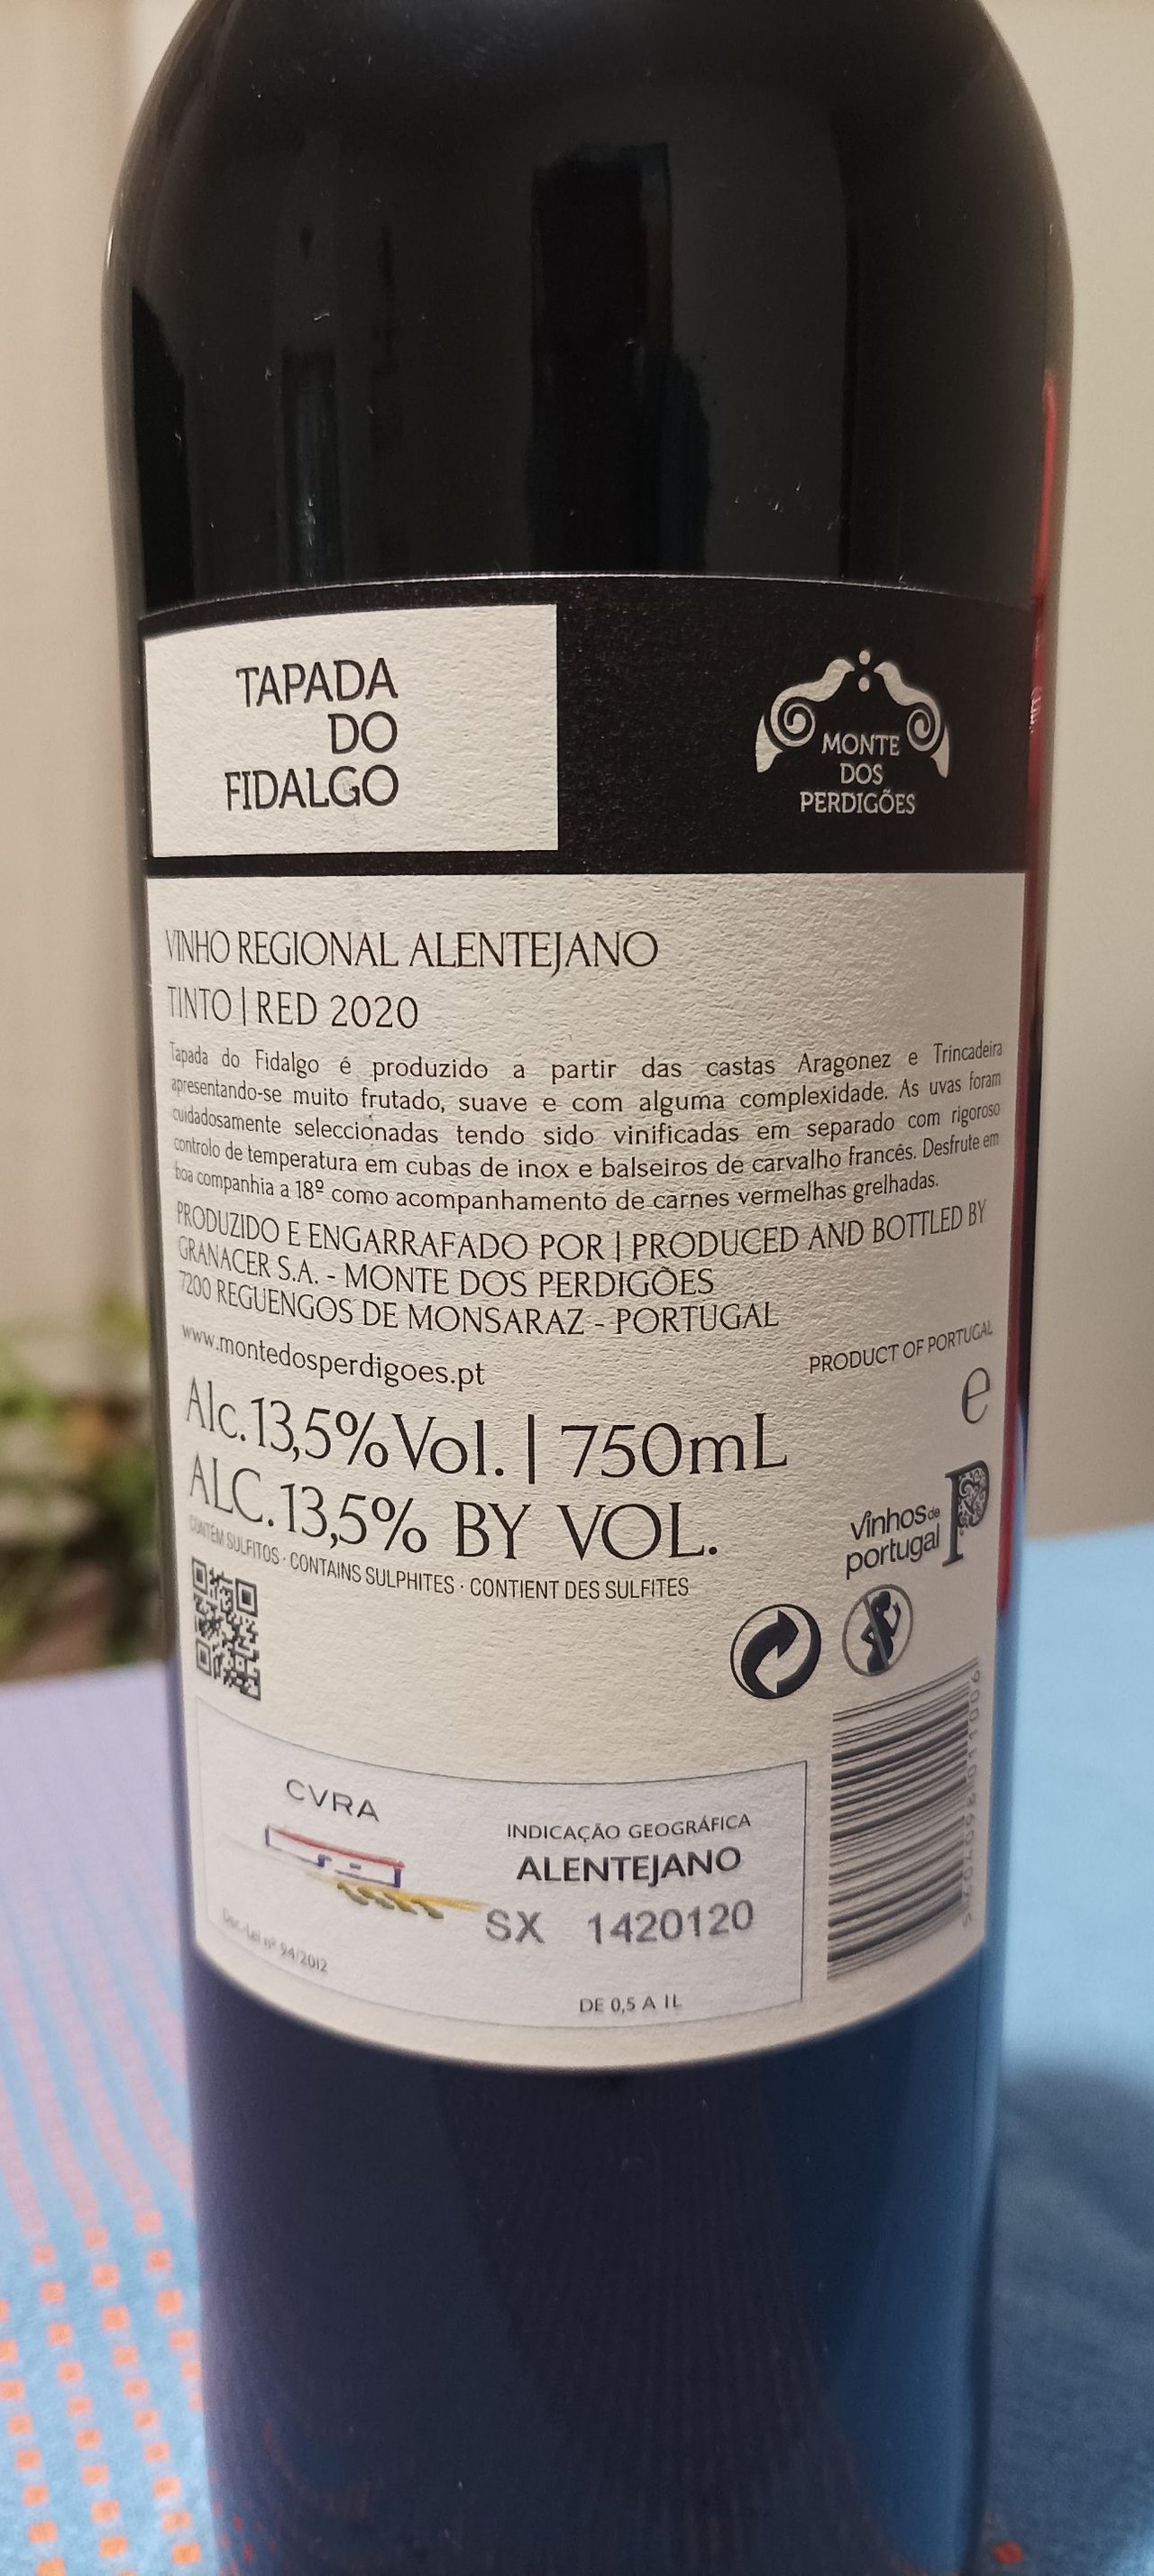 TAPADA
DO
FIDALGO
MONTE
DOS
PERDIGÕES
VINHO REGIONAL ALENTEJANO
TINTO | RED 2020
Tapada do Fidalgo é produzido a partir das castas Aragonez e Trincadeira
apresentando-se muito frutado, suave e com alguma complexidade. As uvas foram
cuidadosamente seleccionadas tendo sido vinificadas em separado com rigoroso
controlo de temperatura em cubas de inox e balseiros de carvalho francês. Desfrute em
boa companhia a 18º como acompanhamento de carnes vermelhas grelhadas.
PRODUZIDO E ENGARRAFADO POR | PRODUCED AND BOTTLED BY
GRANACER S.A. - MONTE DOS PERDIGÕES
7200 REGUENGOS DE MONSARAZ - PORTUGAL
www.montedosperdigoes.pt
PRODUCT OF PORTUGAL
e
Alc.13,5%Vol. | 750mL
ALC.13,5% BY VOL.
CONTÉM SULFITOS · CONTAINS SULPHITES · CONTIENT DES SULFITES
vinhos de
portugal
P
CVRA
INDICAÇÃO GEOGRÁFICA
ALENTEJANO
SX 1420120
Dec.-Lei nº 94/2012
DE 0,5 A 1L